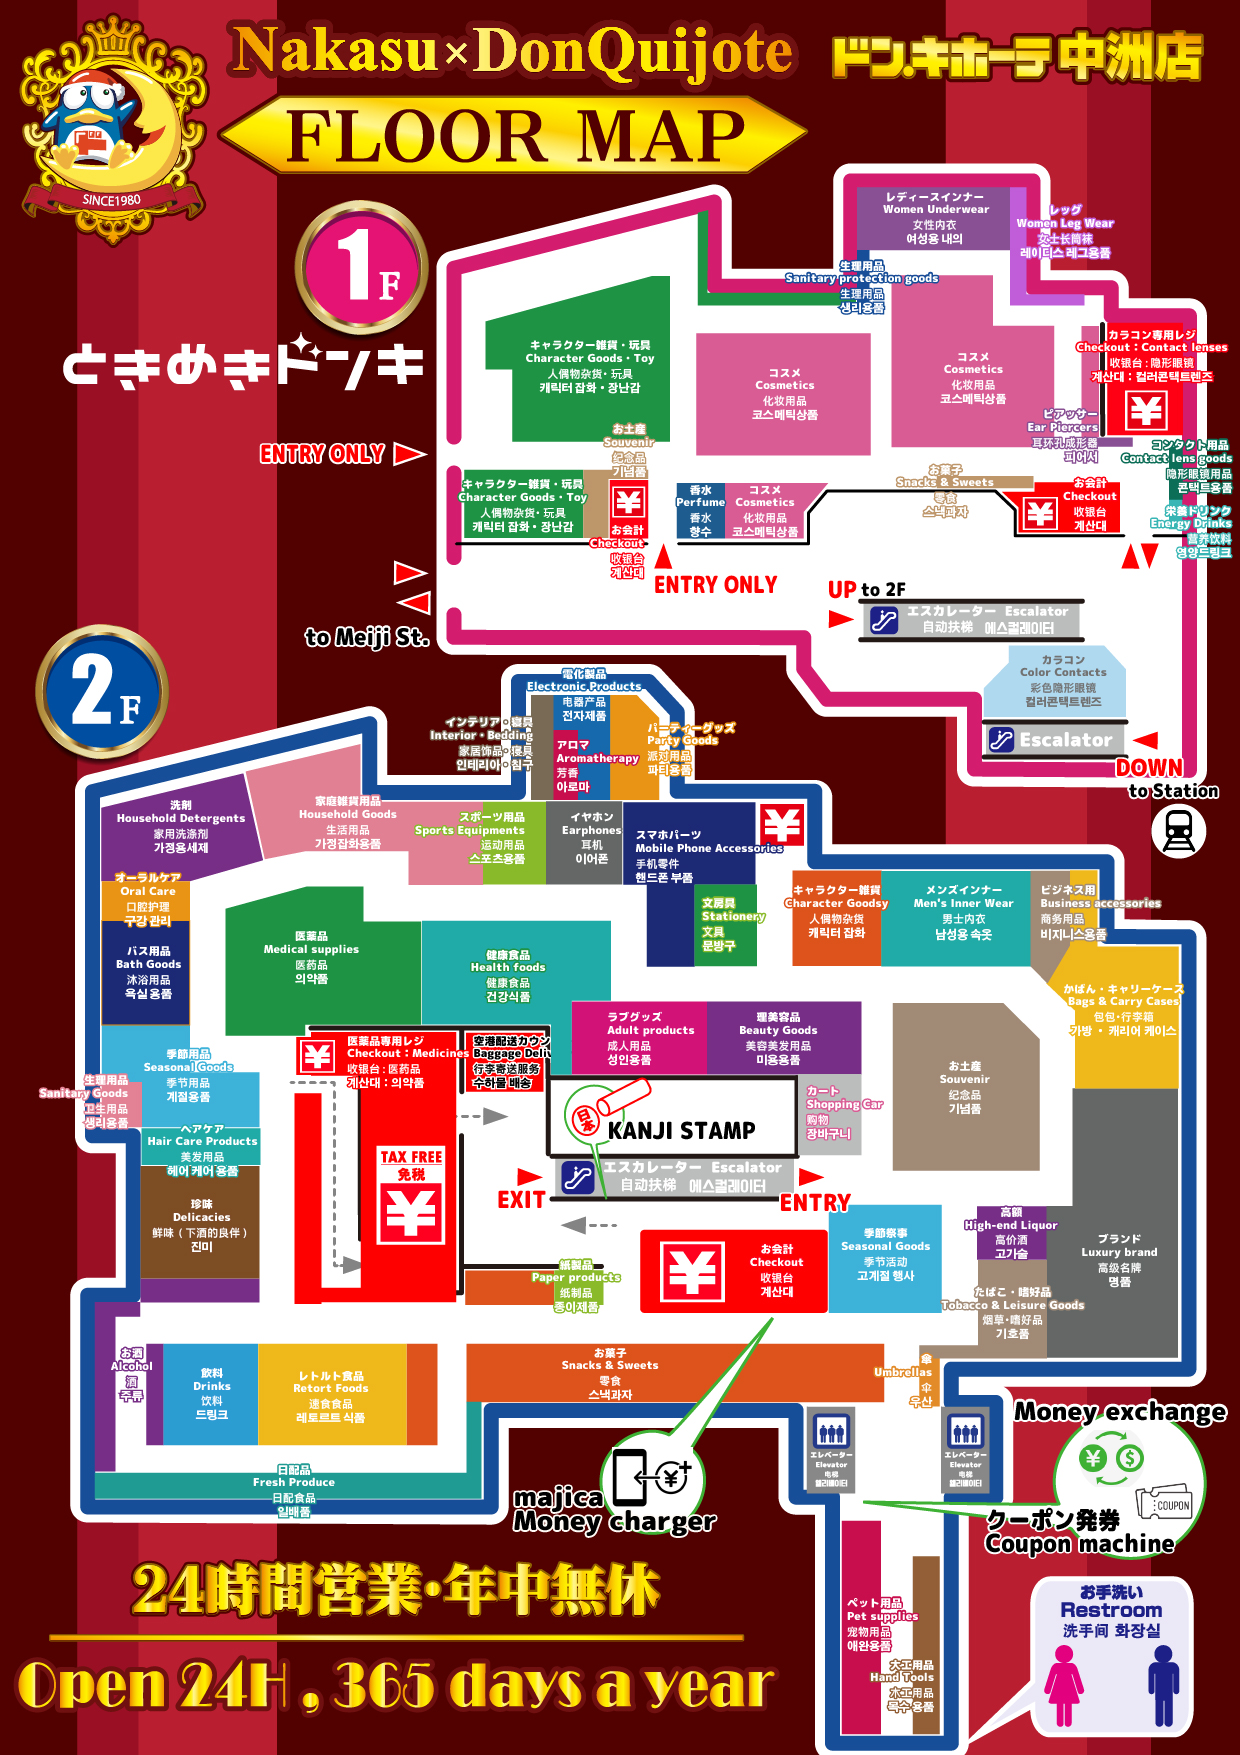 Nakasu×DonQuijote
ドン.キホーテ 中洲店
FLOOR MAP
SINCE1980
1F
ときめきドンキ
レディースインナー
Women Underwear
女性内衣
여성용 내의
レッグ
Women Leg Wear
女士长筒袜
레이디스 레그용품
生理用品
Sanitary protection goods
生理用品
생리용품
キャラクター雑貨・玩具
Character Goods・Toy
人偶物杂货・玩具
캐릭터 잡화・장난감
コスメ
Cosmetics
化妆用品
코스메틱상품
コスメ
Cosmetics
化妆用品
코스메틱상품
カラコン専用レジ
Checkout：Contact lenses
收银台：隐形眼镜
계산대：컬러콘택트렌즈
¥
ピアッサー
Ear Piercers
耳环孔成形器
피어서
コンタクト用品
Contact lens goods
隐形眼镜用品
콘택트용품
ENTRY ONLY
お土産
Souvenir
纪念品
기념품
キャラクター雑貨・玩具
Character Goods・Toy
人偶物杂货・玩具
캐릭터 잡화・장난감
¥
お会計
Checkout
收银台
계산대
香水
Perfume
香水
향수
コスメ
Cosmetics
化妆用品
코스메틱상품
お菓子
Snacks & Sweets
零食
스낵과자
¥
お会計
Checkout
收银台
계산대
栄養ドリンク
Energy Drinks
营养饮料
영양드링크
ENTRY ONLY
to Meiji St.
UP to 2F
エスカレーター Escalator
自动扶梯 에스컬레이터
カラコン
Color Contacts
彩色隐形眼镜
컬러콘택트렌즈
Escalator
DOWN
to Station
2F
電化製品
Electronic Products
电器产品
전자제품
インテリア・寝具
Interior・Bedding
家居饰品・寝具
인테리아・침구
アロマ
Aromatherapy
芳香
아로마
パーティーグッズ
Party Goods
派对用品
파티용품
洗剤
Household Detergents
家用洗涤剂
가정용세제
家庭雑貨用品
Household Goods
生活用品
가정잡화용품
スポーツ用品
Sports Equipments
运动用品
스포츠용품
イヤホン
Earphones
耳机
이어폰
スマホパーツ
Mobile Phone Accessories
手机零件
핸드폰 부품
¥
オーラルケア
Oral Care
口腔护理
구강 관리
文房具
Stationery
文具
문방구
キャラクター雑貨
Character Goodsy
人偶物杂货
캐릭터 잡화
メンズインナー
Men's Inner Wear
男士内衣
남성용 속옷
ビジネス用
Business accessories
商务用品
비지니스용품
バス用品
Bath Goods
沐浴用品
욕실 용품
医薬品
Medical supplies
医药品
의약품
健康食品
Health foods
健康食品
건강식품
かばん・キャリーケース
Bags & Carry Cases
包包・行李箱
가방 ・ 캐리어 케이스
ラブグッズ
Adult products
成人用品
성인용품
理美容品
Beauty Goods
美容美发用品
미용용품
季節用品
Seasonal Goods
季节用品
계절용품
¥
医薬品専用レジ
Checkout：Medicines
收银台：医药品
계산대：의약품
空港配送カウン
Baggage Deliv
行李寄送服务
수하물 배송
お土産
Souvenir
纪念品
기념품
生理用品
Sanitary Goods
卫生用品
생리용품
カート
Shopping Car
购物
장바구니
日本
KANJI STAMP
ヘアケア
Hair Care Products
美发用品
헤어 케어 용품
TAX FREE
免税
¥
エスカレーター Escalator
自动扶梯 에스컬레이터
EXIT
ENTRY
珍味
Delicacies
鲜味（下酒的良伴）
진미
高額
High-end Liquor
高价酒
고가술
季節祭事
Seasonal Goods
季节活动
고계절 행사
ブランド
Luxury brand
高级名牌
명품
¥
お会計
Checkout
收银台
계산대
紙製品
Paper products
纸制品
종이제품
たばこ・嗜好品
Tobacco & Leisure Goods
烟草・嗜好品
기호품
お酒
Alcohol
酒
주류
飲料
Drinks
饮料
드링크
レトルト食品
Retort Foods
速食食品
레토르트 식품
お菓子
Snacks & Sweets
零食
스낵과자
傘
Umbrellas
伞
우산
エレベーター
Elevator
电梯
엘리베이터
エレベーター
Elevator
电梯
엘리베이터
Money exchange
¥ $
COUPON
日配品
Fresh Produce
日配食品
일배품
¥
majica
Money charger
クーポン発券
Coupon machine
24時間営業・年中無休
Open 24H , 365 days a year
ペット用品
Pet supplies
宠物用品
애완용품
大工用品
Hand Tools
木工用品
목수 용품
お手洗い
Restroom
洗手间 화장실